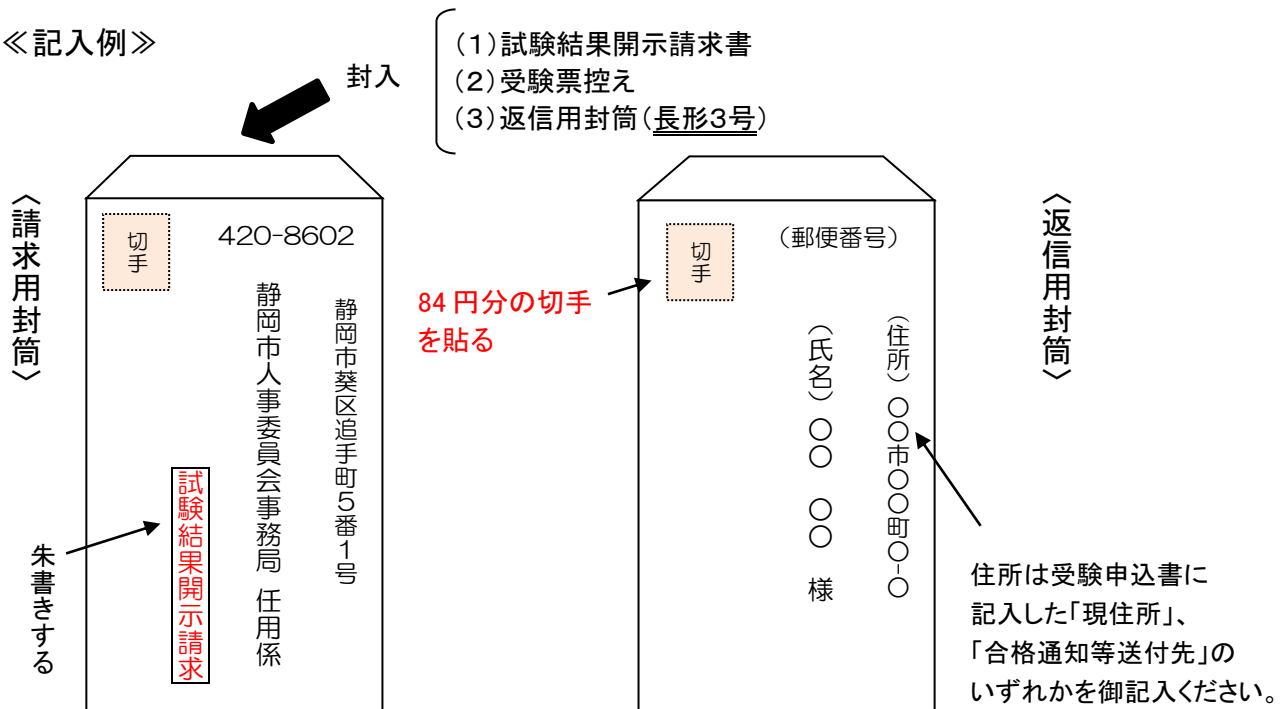 ≪記入例≫
封入
(1)試験結果開示請求書
(2)受験票控え
(3)返信用封筒(長形3号)
〈請求用封筒〉
切手
420-8602
静岡市葵区追手町5番1号
静岡市人事委員会事務局 任用係
試験結果開示請求
朱書きする
84 円分の切手
を貼る
切手
(郵便番号)
(住所)〇〇市〇〇町〇-〇
(氏名)〇〇 〇〇 様
〈返信用封筒〉
住所は受験申込書に
記入した「現住所」、
「合格通知等送付先」の
いずれかを御記入ください。